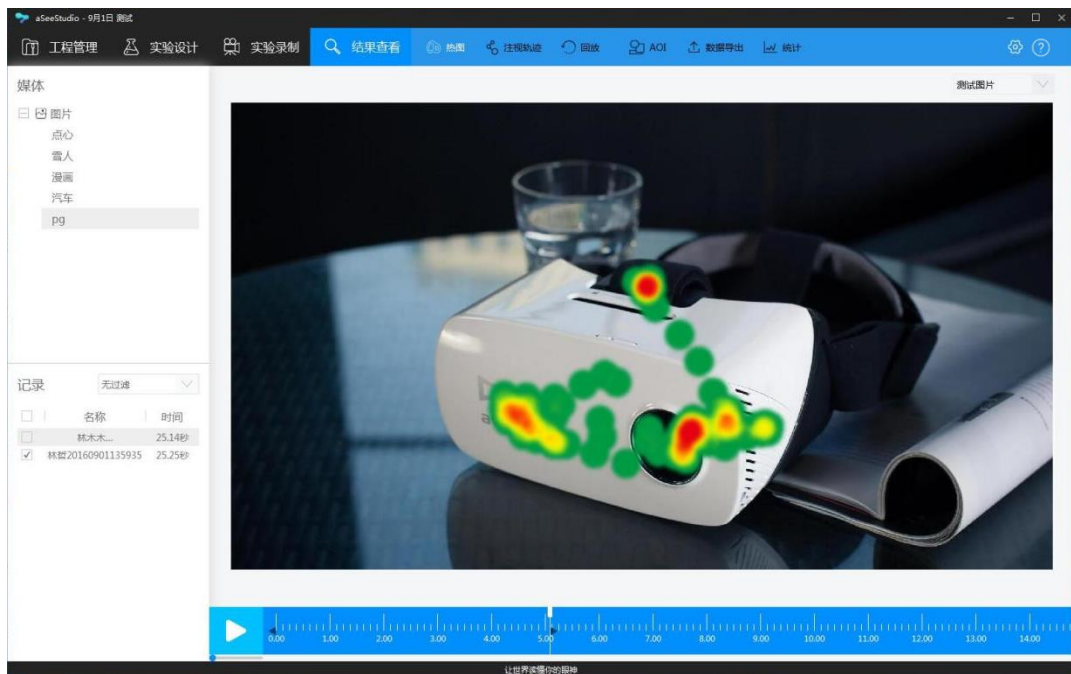 aSeeStudio - 9月1日 测试
工程管理 实验设计 实验录制 结果查看 热图 注视轨迹 回放 AOI 数据导出 统计
媒体
测试图片
图片
点心
雪人
漫画
汽车
pg
记录 无过滤
名称 时间
林木木... 25.14秒
林哲20160901135935 25.25秒
0.00 1.00 2.00 3.00 4.00 5.00 6.00 7.00 8.00 9.00 10.00 11.00 12.00 13.00 14.00
让世界读懂你的眼神